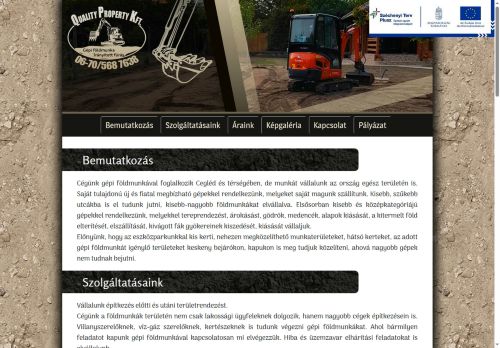 Quality Property Kft.
Gépi földmunka
Irányított fúrás
06-70/568 7636
Széchenyi Terv
Plusz
Bemutatkozás
Szolgáltatásaink
Áraink
Képgaléria
Kapcsolat
Pályázat
Bemutatkozás
Cégünk gépi földmunkával foglalkozik Cegléd és térségében, de munkát vállalunk az ország egész területén is.
Saját tulajdonú új és fiatal megbízható gépekkel rendelkezünk, melyeket saját magunk szállítunk. Kisebb, szűkebb
utcákba is el tudunk jutni, kisebb-nagyobb földmunkákat elvállalva. Elsősorban kisebb és középkategóriájú
gépekkel rendelkezünk, melyekkel tereprendezést, árokásást, gödrök, medencék, alapok kiásását, a kitermelt föld
elterítését, elszállítását, kivágott fák gyökereinek kiszedését, kiásását vállaljuk.
Előnyünk, hogy az eszközparkunkkal kis kerti, nehezen megközelíthető munkaterületeket, hátsó kerteket, az adott
gépi földmunkát igénylő területeket keskeny bejárókon, kapukon is meg tudjuk közelíteni, ahová nagyobb gépek
nem tudnak bejutni.
Szolgáltatásaink
Vállalunk építkezés előtti és utáni területrendezést.
Cégünk a földmunkák területén nem csak lakossági ügyfeleknek dolgozik, hanem nagyobb cégek építkezésein is.
Villanyszerelőknek, víz-gáz szerelőknek, kertészeknek is tudunk végezni gépi földmunkákat. Ahol bármilyen
feladatot kapunk gépi földmunkával kapcsolatosan mi elvégezzük. Hiba és üzemzavar elhárítási feladatokat is